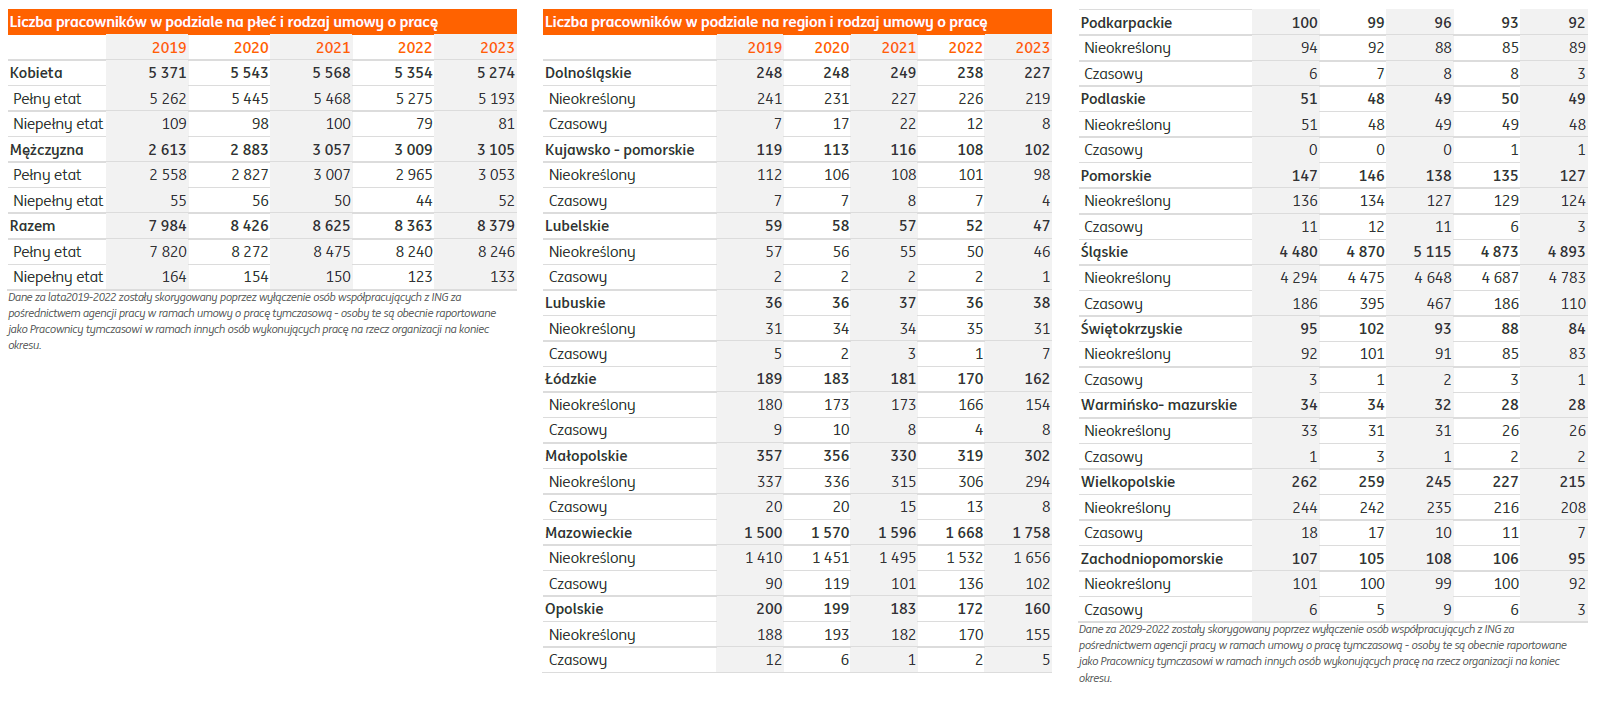 Liczba pracowników w podziale na płeć i rodzaj umowy o pracę
2019 2020 2021 2022 2023
Kobieta 5 371 5 543 5 568 5 354 5 274
Pełny etat 5 262 5 445 5 468 5 275 5 193
Niepełny etat 109 98 100 79 81
Mężczyzna 2 613 2 883 3 057 3 009 3 105
Pełny etat 2 558 2 827 3 007 2 965 3 053
Niepełny etat 55 56 50 44 52
Razem 7 984 8 426 8 625 8 363 8 379
Pełny etat 7 820 8 272 8 475 8 240 8 246
Niepełny etat 164 154 150 123 133
Dane za lata2019-2022 zostały skorygowany poprzez wyłączenie osób współpracujących z ING za
pośrednictwem agencji pracy w ramach umowy o pracę tymczasową - osoby te są obecnie raportowane
jako Pracownicy tymczasowi w ramach innych osób wykonujących pracę na rzecz organizacji na koniec
okresu.
Liczba pracowników w podziale na region i rodzaj umowy o pracę
2019 2020 2021 2022 2023
Dolnośląskie 248 248 249 238 227
Nieokreślony 241 231 227 226 219
Czasowy 7 17 22 12 8
Kujawsko - pomorskie 119 113 116 108 102
Nieokreślony 112 106 108 101 98
Czasowy 7 7 8 7 4
Lubelskie 59 58 57 52 47
Nieokreślony 57 56 55 50 46
Czasowy 2 2 2 2 1
Lubuskie 36 36 37 36 38
Nieokreślony 31 34 34 35 31
Czasowy 5 2 3 1 7
Łódzkie 189 183 181 170 162
Nieokreślony 180 173 173 166 154
Czasowy 9 10 8 4 8
Małopolskie 357 356 330 319 302
Nieokreślony 337 336 315 306 294
Czasowy 20 20 15 13 8
Mazowieckie 1 500 1 570 1 596 1 668 1 758
Nieokreślony 1 410 1 451 1 495 1 532 1 656
Czasowy 90 119 101 136 102
Opolskie 200 199 183 172 160
Nieokreślony 188 193 182 170 155
Czasowy 12 6 1 2 5
Podkarpackie 100 99 96 93 92
Nieokreślony 94 92 88 85 89
Czasowy 6 7 8 8 3
Podlaskie 51 48 49 50 49
Nieokreślony 51 48 49 49 48
Czasowy 0 0 0 1 1
Pomorskie 147 146 138 135 127
Nieokreślony 136 134 127 129 124
Czasowy 11 12 11 6 3
Śląskie 4 480 4 870 5 115 4 873 4 893
Nieokreślony 4 294 4 475 4 648 4 687 4 783
Czasowy 186 395 467 186 110
Świętokrzyskie 95 102 93 88 84
Nieokreślony 92 101 91 85 83
Czasowy 3 1 2 3 1
Warmińsko- mazurskie 34 34 32 28 28
Nieokreślony 33 31 31 26 26
Czasowy 1 3 1 2 2
Wielkopolskie 262 259 245 227 215
Nieokreślony 244 242 235 216 208
Czasowy 18 17 10 11 7
Zachodniopomorskie 107 105 108 106 95
Nieokreślony 101 100 99 100 92
Czasowy 6 5 9 6 3
Dane za 2029-2022 zostały skorygowany poprzez wyłączenie osób współpracujących z ING za
pośrednictwem agencji pracy w ramach umowy o pracę tymczasową - osoby te są obecnie raportowane
jako Pracownicy tymczasowi w ramach innych osób wykonujących pracę na rzecz organizacji na koniec
okresu.